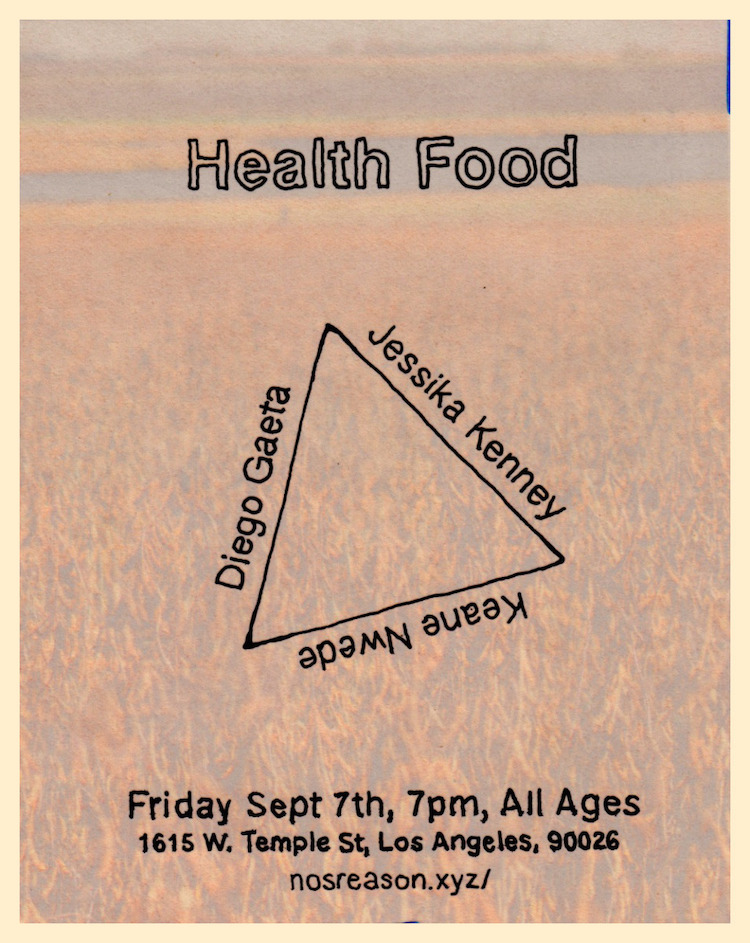 Health Food
Jessika Kenney
Diego Gaeta
Keane Nwede
Friday Sept 7th, 7pm, All Ages
1615 W. Temple St, Los Angeles, 90026
nosreason.xyz/